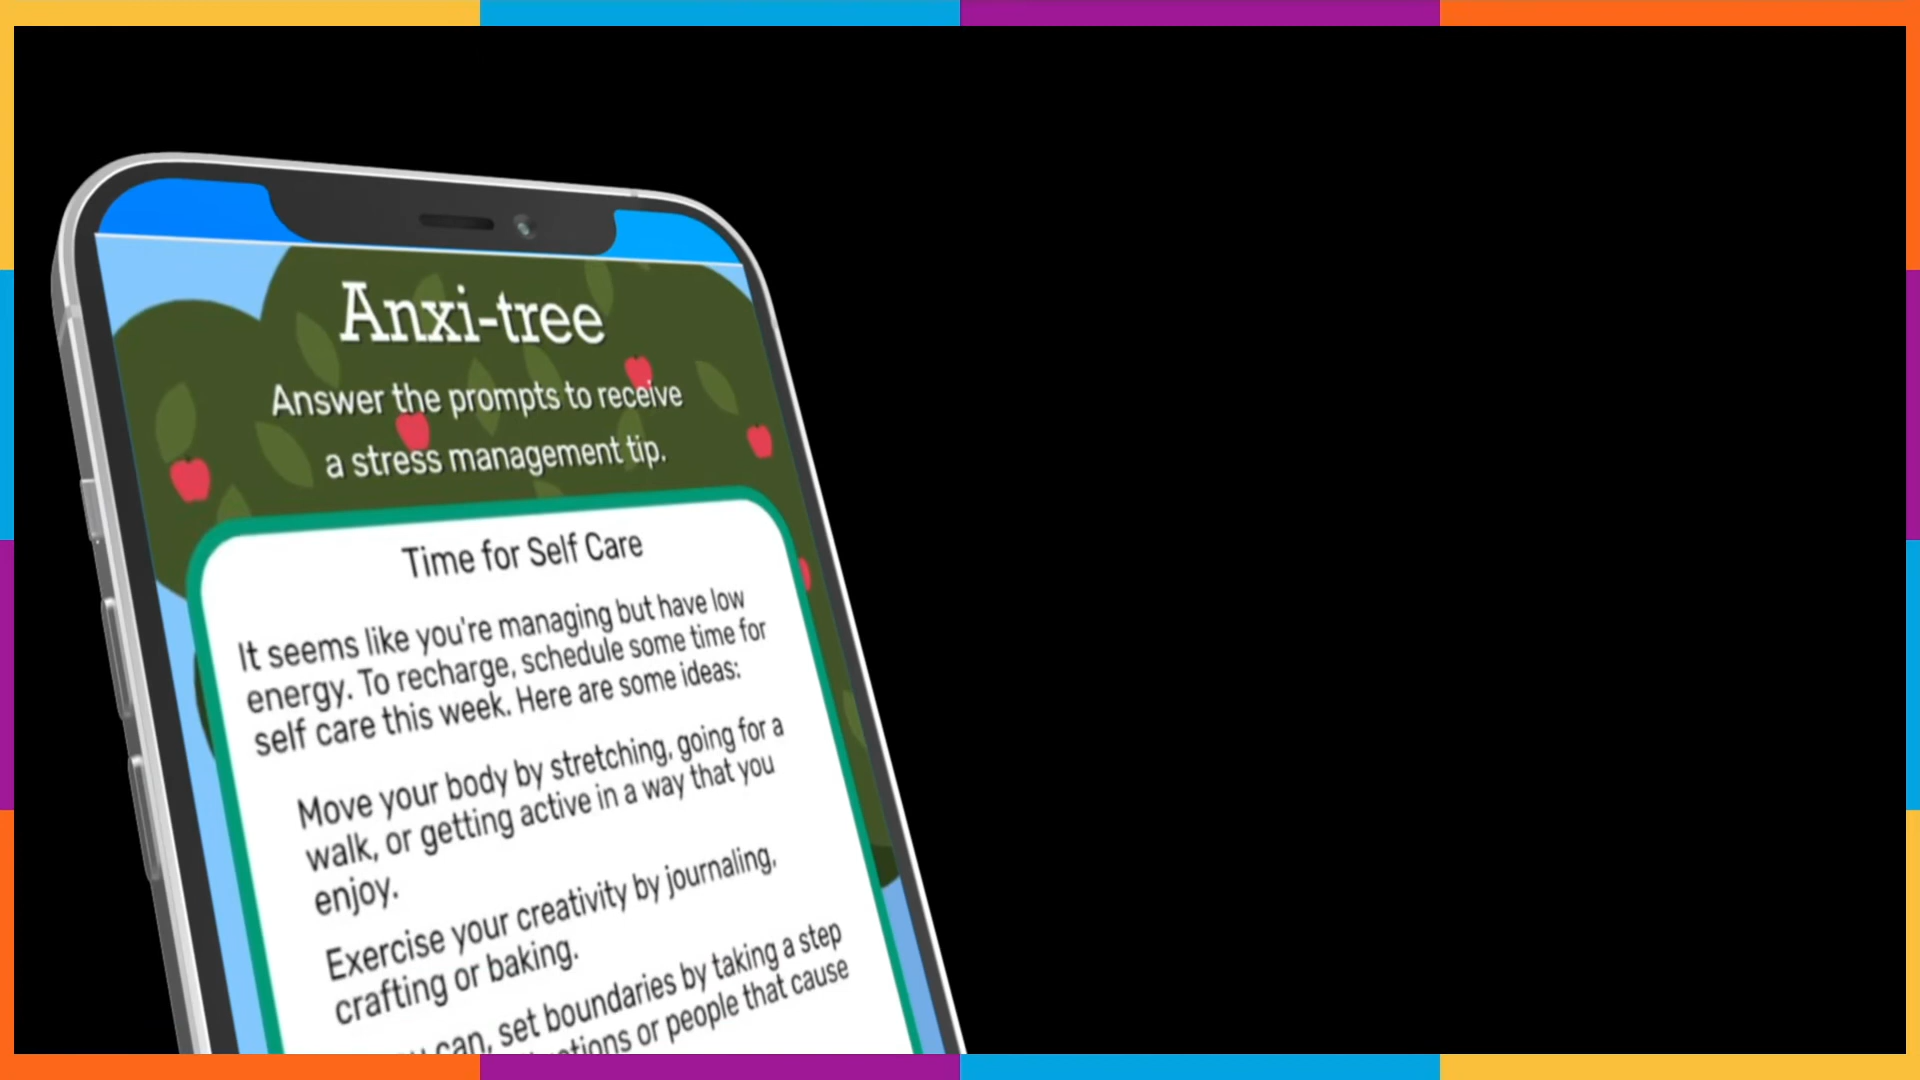 Anxi-tree
Answer the prompts to receive
a stress management tip.
Time for Self Care
It seems like you're managing but have low
energy. To recharge, schedule some time for
self care this week. Here are some ideas:
Move your body by stretching, going for a
walk, or getting active in a way that you
enjoy.
Exercise your creativity by journaling,
crafting or baking.
can, set boundaries by taking a step
or people that cause